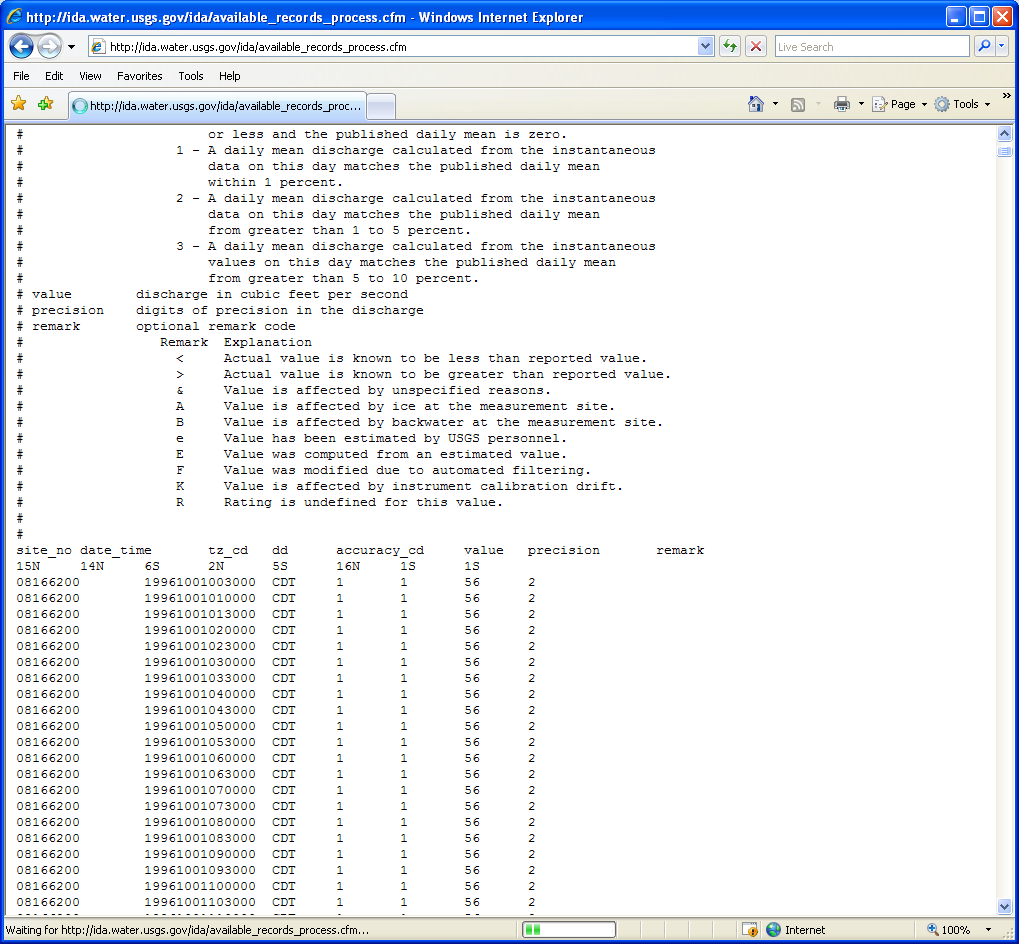 http://ida.water.usgs.gov/ida/available_records_process.cfm - Windows Internet Explorer
http://ida.water.usgs.gov/ida/available_records_process.cfm
Live Search
File Edit View Favorites Tools Help
http://ida.water.usgs.gov/ida/available_records_proc...
Page Tools »
# or less and the published daily mean is zero.
# 1 - A daily mean discharge calculated from the instantaneous
# data on this day matches the published daily mean
# within 1 percent.
# 2 - A daily mean discharge calculated from the instantaneous
# data on this day matches the published daily mean
# from greater than 1 to 5 percent.
# 3 - A daily mean discharge calculated from the instantaneous
# values on this day matches the published daily mean
# from greater than 5 to 10 percent.
# value discharge in cubic feet per second
# precision digits of precision in the discharge
# remark optional remark code
# Remark Explanation
# < Actual value is known to be less than reported value.
# > Actual value is known to be greater than reported value.
# & Value is affected by unspecified reasons.
# A Value is affected by ice at the measurement site.
# B Value is affected by backwater at the measurement site.
# e Value has been estimated by USGS personnel.
# E Value was computed from an estimated value.
# F Value was modified due to automated filtering.
# K Value is affected by instrument calibration drift.
# R Rating is undefined for this value.
#
#
site_no date_time tz_cd dd accuracy_cd value precision remark
15N 14N 6S 2N 5S 16N 1S 1S
08166200 19961001003000 CDT 1 1 56 2
08166200 19961001010000 CDT 1 1 56 2
08166200 19961001013000 CDT 1 1 56 2
08166200 19961001020000 CDT 1 1 56 2
08166200 19961001023000 CDT 1 1 56 2
08166200 19961001030000 CDT 1 1 56 2
08166200 19961001033000 CDT 1 1 56 2
08166200 19961001040000 CDT 1 1 56 2
08166200 19961001043000 CDT 1 1 56 2
08166200 19961001050000 CDT 1 1 56 2
08166200 19961001053000 CDT 1 1 56 2
08166200 19961001060000 CDT 1 1 56 2
08166200 19961001063000 CDT 1 1 56 2
08166200 19961001070000 CDT 1 1 56 2
08166200 19961001073000 CDT 1 1 56 2
08166200 19961001080000 CDT 1 1 56 2
08166200 19961001083000 CDT 1 1 56 2
08166200 19961001090000 CDT 1 1 56 2
08166200 19961001093000 CDT 1 1 56 2
08166200 19961001100000 CDT 1 1 56 2
08166200 19961001103000 CDT 1 1 56 2
Waiting for http://ida.water.usgs.gov/ida/available_records_process.cfm... Internet 100%